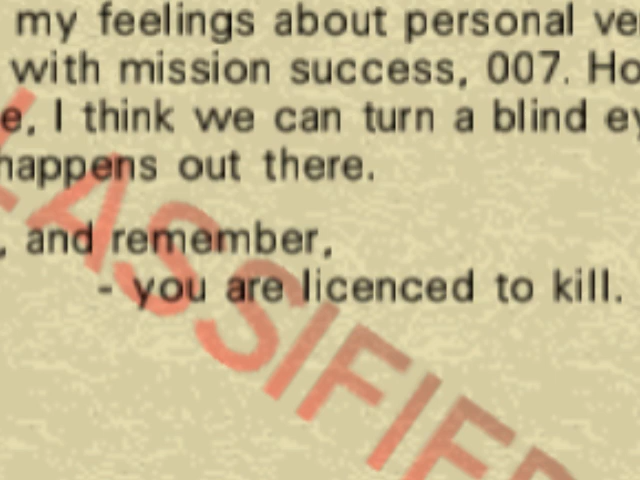 my feelings about personal ve
with mission success, 007. Ho
e, I think we can turn a blind ey
happens out there.
, and remember,
- you are licenced to kill.
LASSIFIED